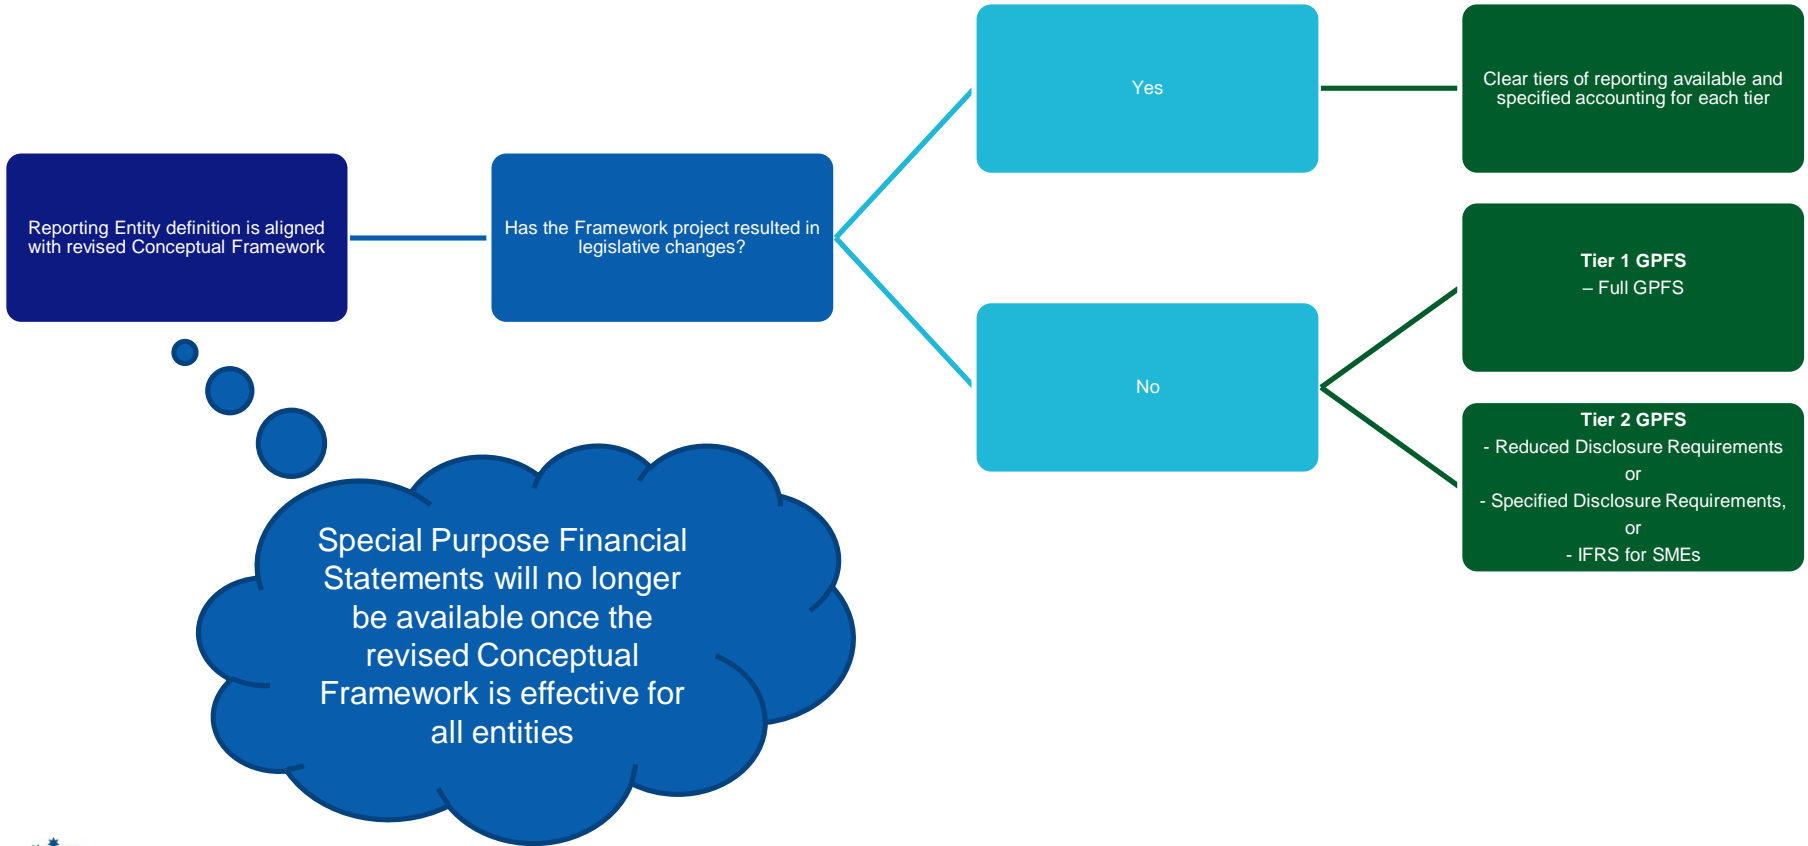 Reporting Entity definition is aligned
with revised Conceptual Framework
Has the Framework project resulted in
legislative changes?
Yes
Clear tiers of reporting available and
specified accounting for each tier
No
Tier 1 GPFS
– Full GPFS
Tier 2 GPFS
- Reduced Disclosure Requirements
or
- Specified Disclosure Requirements,
or
- IFRS for SMEs
Special Purpose Financial
Statements will no longer
be available once the
revised Conceptual
Framework is effective for
all entities